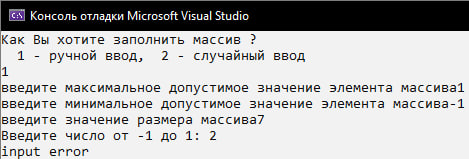 Консоль отладки Microsoft Visual Studio
Как Вы хотите заполнить массив ?
  1 - ручной ввод,  2 - случайный ввод
1
введите максимальное допустимое значение элемента массива1
введите минимальное допустимое значение элемента массива-1
введите значение размера массива7
Введите число от -1 до 1: 2
input error